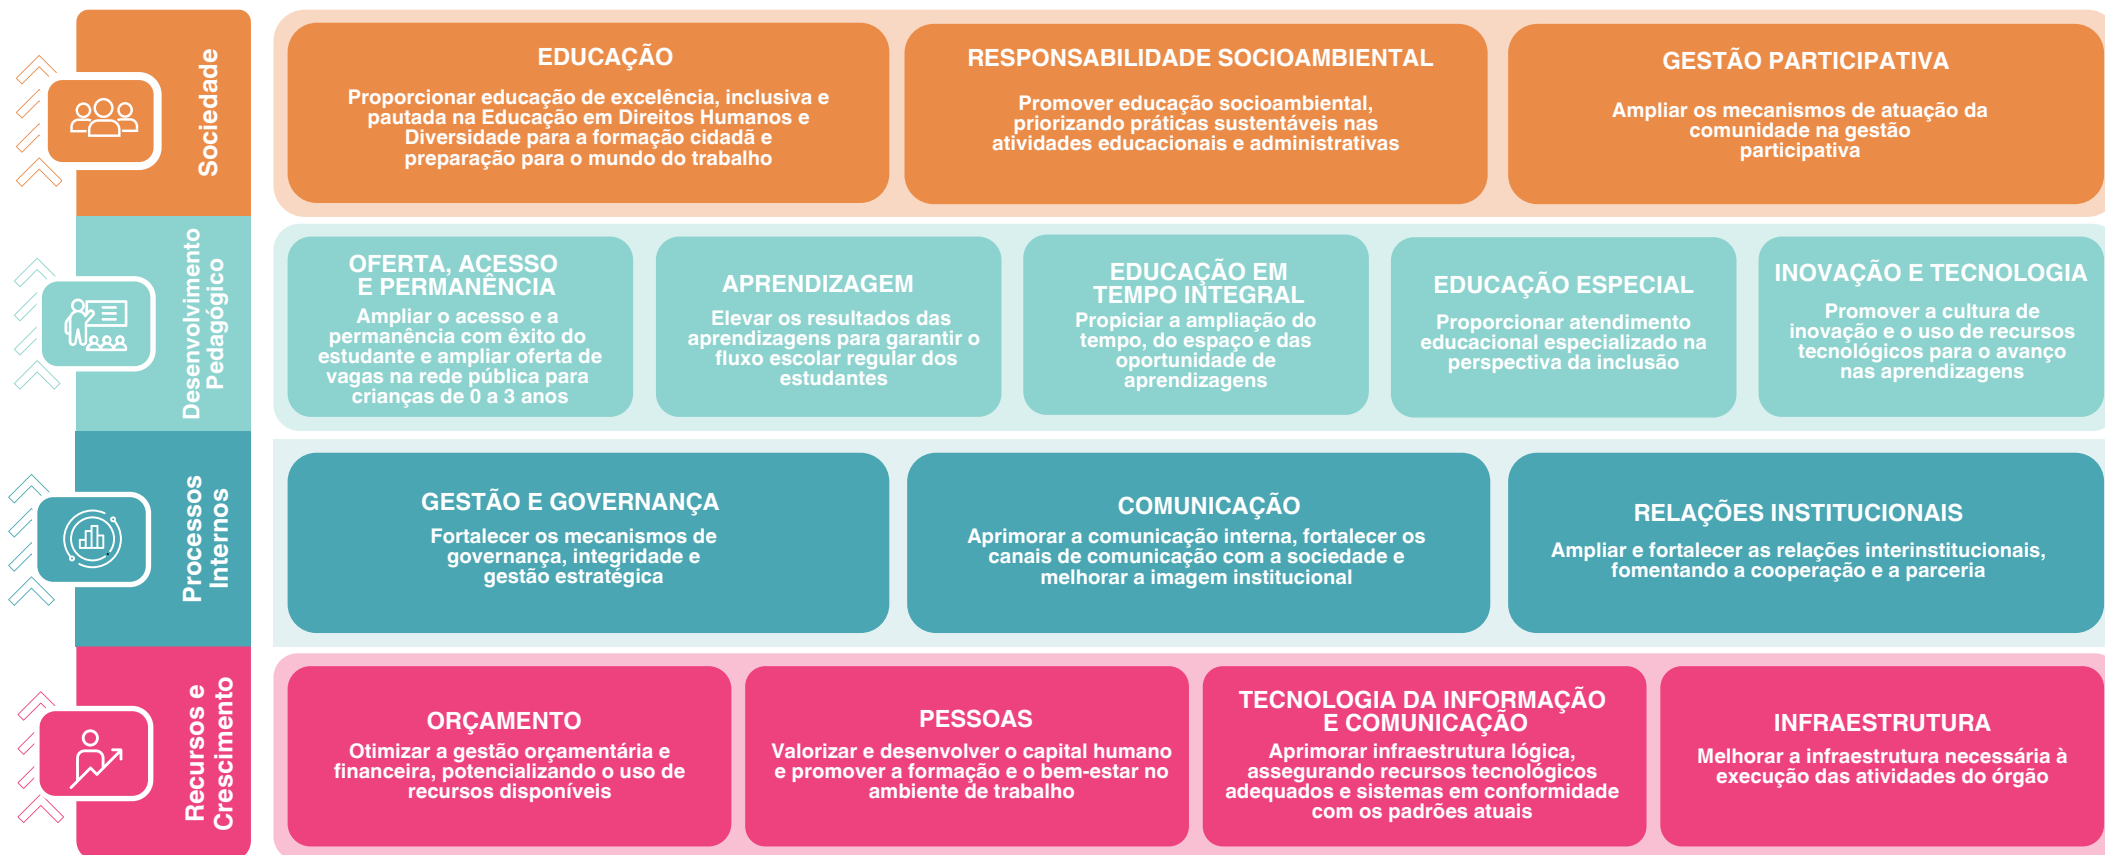 Sociedade
EDUCAÇÃO
Proporcionar educação de excelência, inclusiva e
pautada na Educação em Direitos Humanos e
Diversidade para a formação cidadã e
preparação para o mundo do trabalho
RESPONSABILIDADE SOCIOAMBIENTAL
Promover educação socioambiental,
priorizando práticas sustentáveis nas
atividades educacionais e administrativas
GESTÃO PARTICIPATIVA
Ampliar os mecanismos de atuação da
comunidade na gestão
participativa
Desenvolvimento
Pedagógico
OFERTA, ACESSO
E PERMANÊNCIA
Ampliar o acesso e a
permanência com êxito do
estudante e ampliar oferta de
vagas na rede pública para
crianças de 0 a 3 anos
APRENDIZAGEM
Elevar os resultados das
aprendizagens para garantir o
fluxo escolar regular dos
estudantes
EDUCAÇÃO EM
TEMPO INTEGRAL
Propiciar a ampliação do
tempo, do espaço e das
oportunidade de
aprendizagens
EDUCAÇÃO ESPECIAL
Proporcionar atendimento
educacional especializado na
perspectiva da inclusão
INOVAÇÃO E TECNOLOGIA
Promover a cultura de
inovação e o uso de recursos
tecnológicos para o avanço
nas aprendizagens
Processos
Internos
GESTÃO E GOVERNANÇA
Fortalecer os mecanismos de
governança, integridade e
gestão estratégica
COMUNICAÇÃO
Aprimorar a comunicação interna, fortalecer os
canais de comunicação com a sociedade e
melhorar a imagem institucional
RELAÇÕES INSTITUCIONAIS
Ampliar e fortalecer as relações interinstitucionais,
fomentando a cooperação e a parceria
Recursos e
Crescimento
ORÇAMENTO
Otimizar a gestão orçamentária e
financeira, potencializando o uso de
recursos disponíveis
PESSOAS
Valorizar e desenvolver o capital humano
e promover a formação e o bem-estar no
ambiente de trabalho
TECNOLOGIA DA INFORMAÇÃO
E COMUNICAÇÃO
Aprimorar infraestrutura lógica,
assegurando recursos tecnológicos
adequados e sistemas em conformidade
com os padrões atuais
INFRAESTRUTURA
Melhorar a infraestrutura necessária à
execução das atividades do órgão